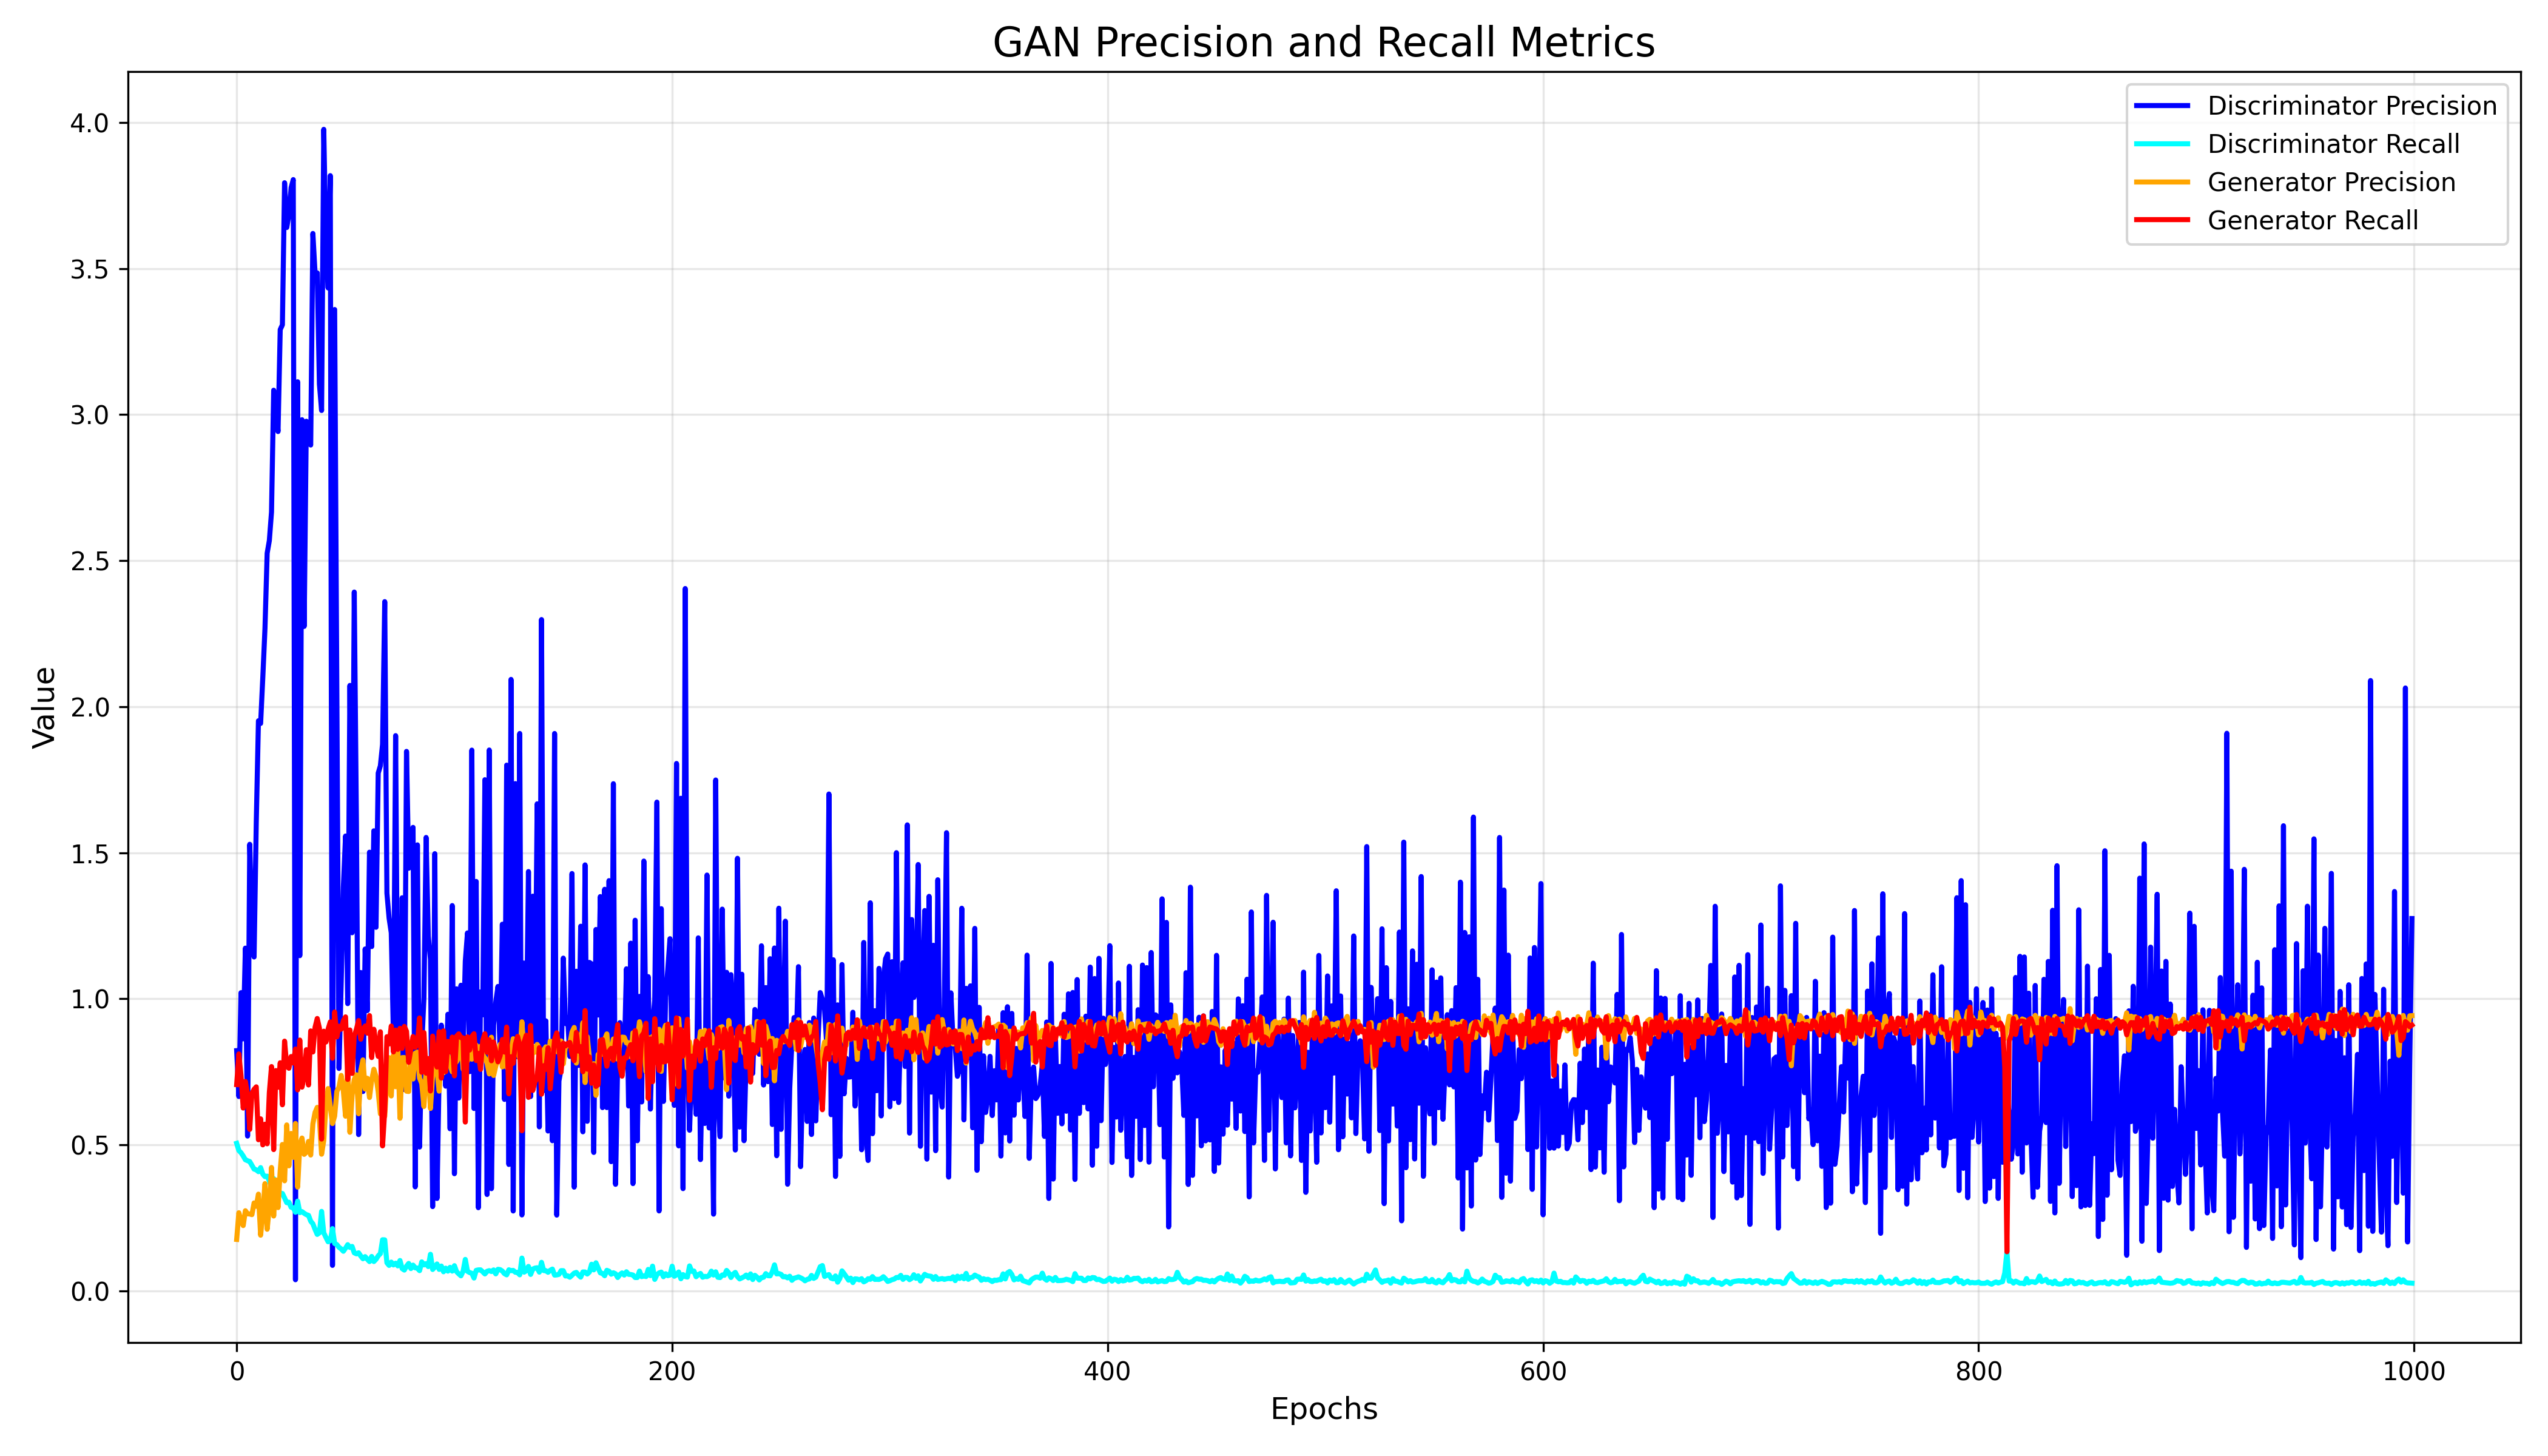 GAN Precision and Recall Metrics
Discriminator Precision
Discriminator Recall
Generator Precision
Generator Recall
Value
4.0
3.5
3.0
2.5
2.0
1.5
1.0
0.5
0.0
0 200 400 600 800 1000
Epochs